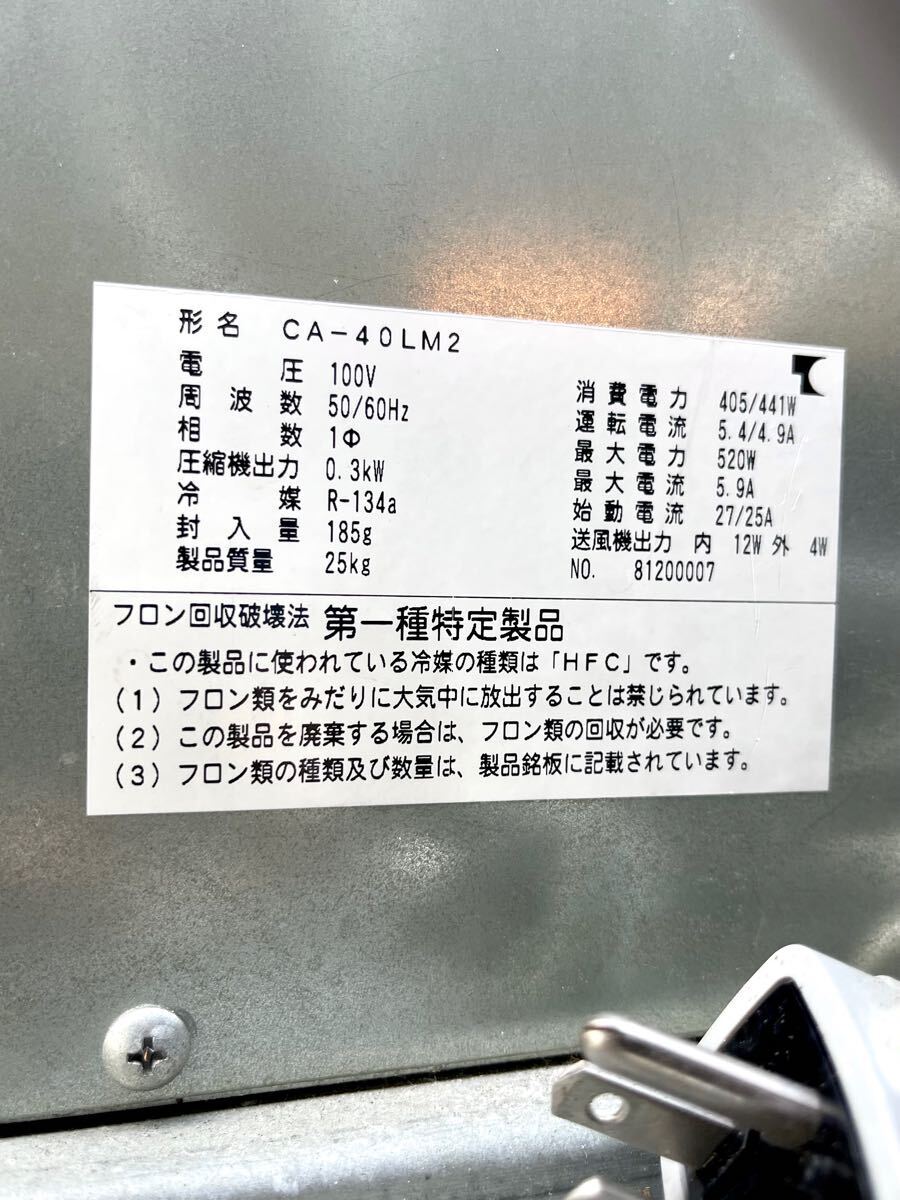 形名 CA-40LM2
電圧 100V
周波数 50/60Hz
相数 1Φ
圧縮機出力 0.3kW
冷媒 R-134a
封入量 185g
製品質量 25kg
消費電力 405/441W
運転電流 5.4/4.9A
最大電力 520W
最大電流 5.9A
始動電流 27/25A
送風機出力 内 12W 外 4W
NO. 81200007
フロン回収破壊法 第一種特定製品
・この製品に使われている冷媒の種類は「HFC」です。
(1) フロン類をみだりに大気中に放出することは禁じられています。
(2) この製品を廃棄する場合は、フロン類の回収が必要です。
(3) フロン類の種類及び数量は、製品銘板に記載されています。